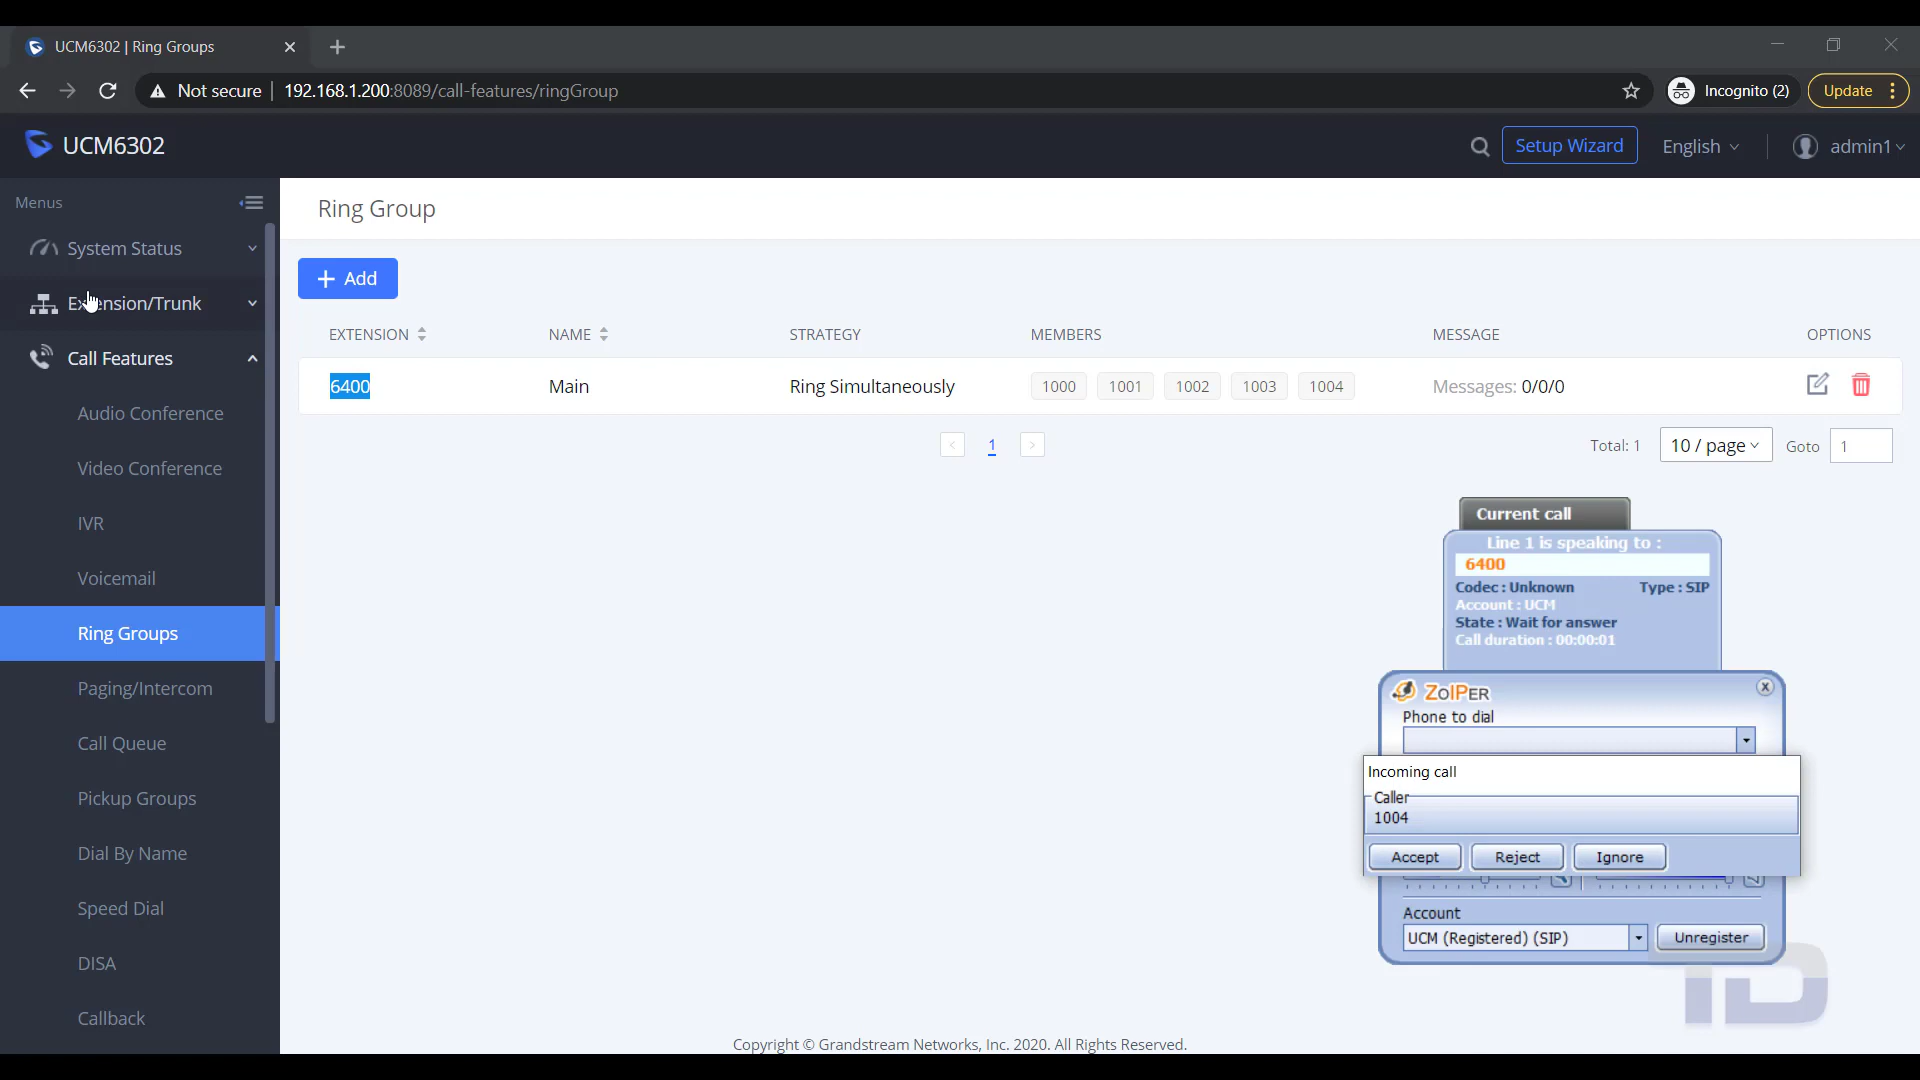 UCM6302 | Ring Groups
Not secure | 192.168.1.200:8089/call-features/ringGroup
Incognito (2)
Update
UCM6302
Setup Wizard
English
admin1
Menus
System Status
Extension/Trunk
Call Features
Audio Conference
Video Conference
IVR
Voicemail
Ring Groups
Paging/Intercom
Call Queue
Pickup Groups
Dial By Name
Speed Dial
DISA
Callback
Ring Group
+ Add
EXTENSION NAME STRATEGY MEMBERS MESSAGE OPTIONS
6400 Main Ring Simultaneously 1000 1001 1002 1003 1004 Messages: 0/0/0
< 1 > Total: 1 10 / page Goto 1
Current call
Line 1 is speaking to :
6400
Codec : Unknown Type : SIP
Account : UCM
State : Wait for answer
Call duration : 00:00:01
ZOIPER
Phone to dial
Incoming call
Caller
1004
Accept Reject Ignore
Account
UCM (Registered) (SIP) Unregister
TD
Copyright © Grandstream Networks, Inc. 2020. All Rights Reserved.